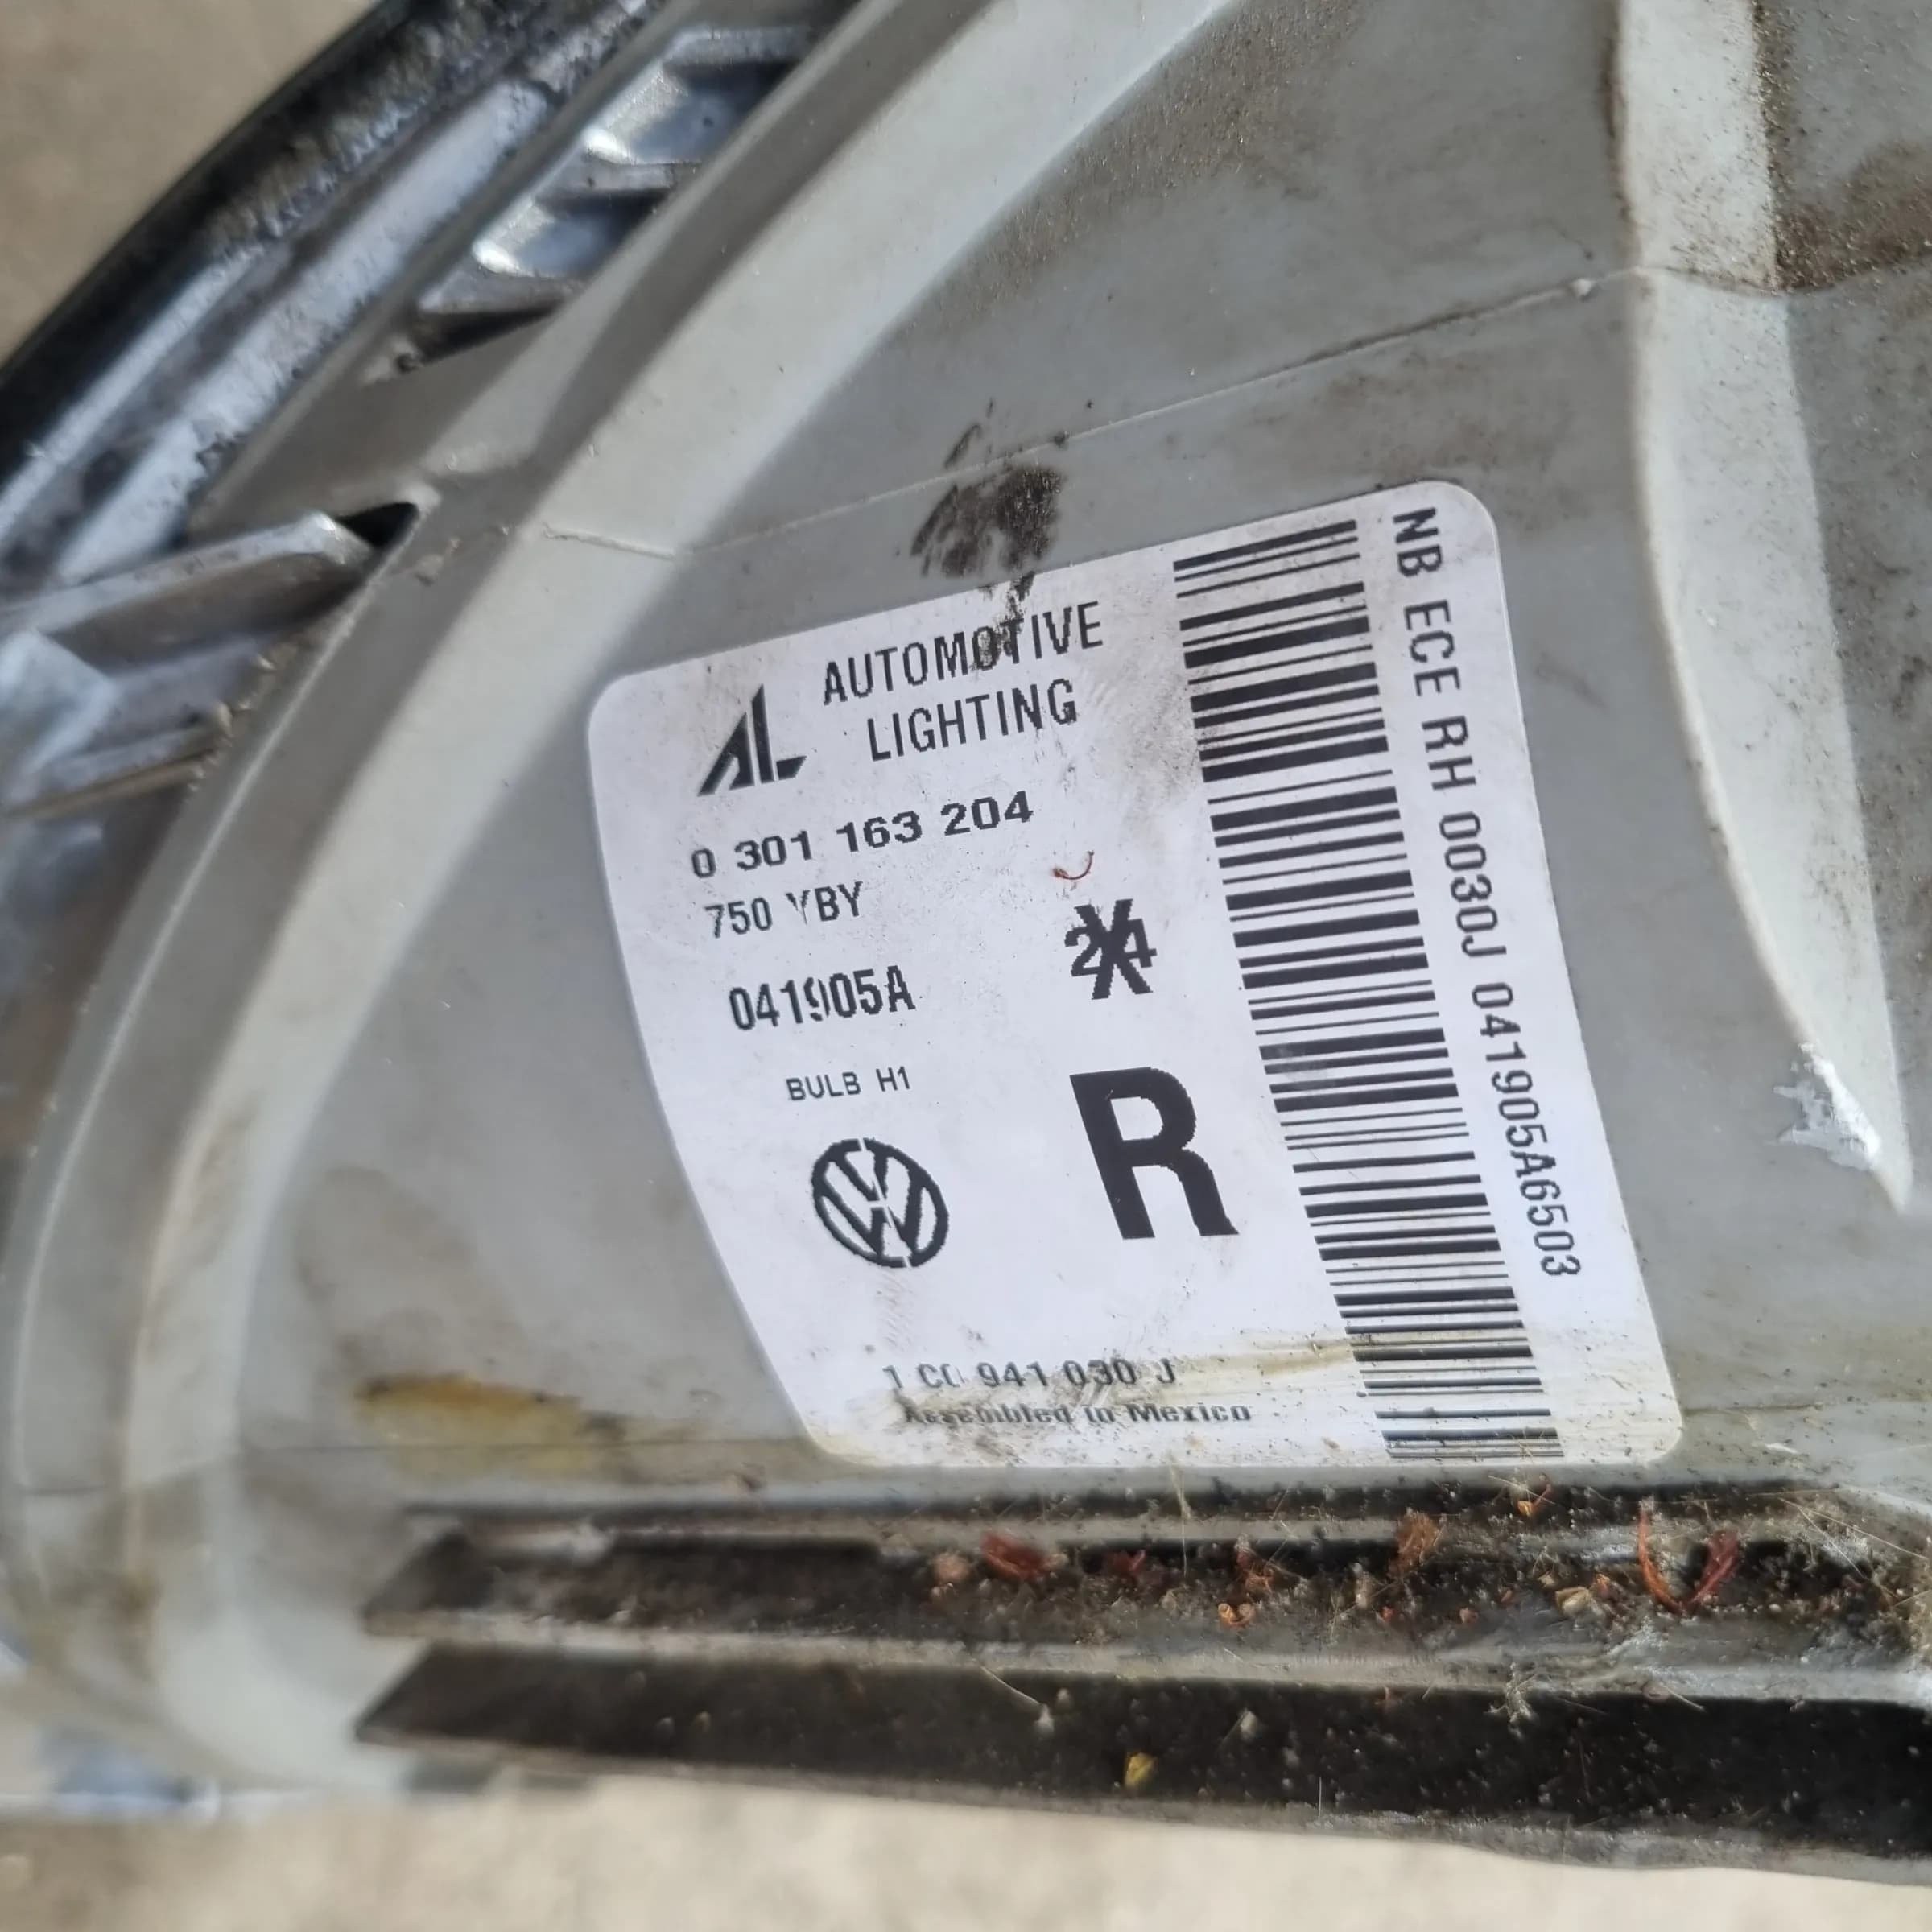 AUTOMOTIVE
LIGHTING
0 301 163 204
750 YBY
24
041905A
BULB H1
R
1 C0 941 030 J
Assembled in Mexico
NB ECE RH 0030J 041905A6503